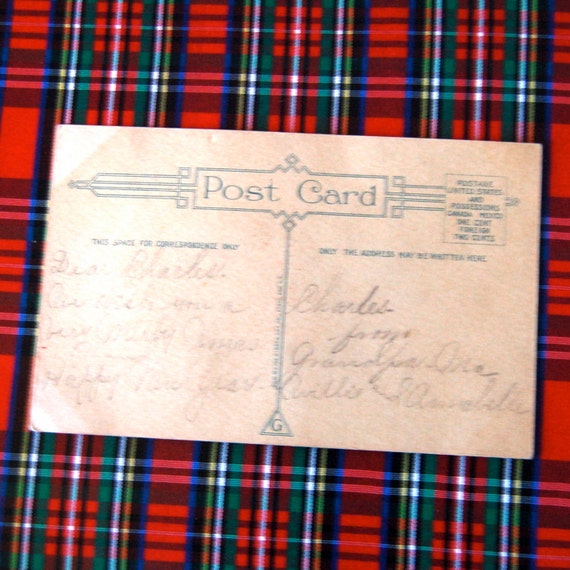 Post Card
POSTAGE
UNITED STATES
AND
POSSESSIONS
CANADA MEXICO
ONE CENT
FOREIGN
TWO CENTS
THIS SPACE FOR CORRESPONDENCE ONLY
ONLY THE ADDRESS MAY BE WRITTEN HERE
Dear Charles.
wish you a
very Merry
Happy New Year
Charles
from
Grandpa
Willis & Annabelle
G